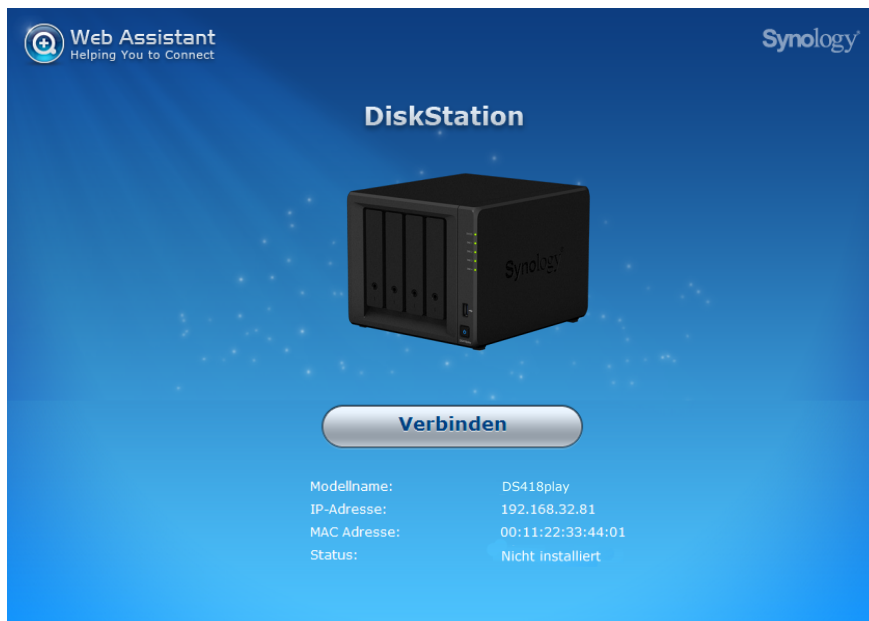 Web Assistant
Helping You to Connect
Synology
DiskStation
Synology
Verbinden
Modellname: DS418play
IP-Adresse: 192.168.32.81
MAC Adresse: 00:11:22:33:44:01
Status: Nicht installiert